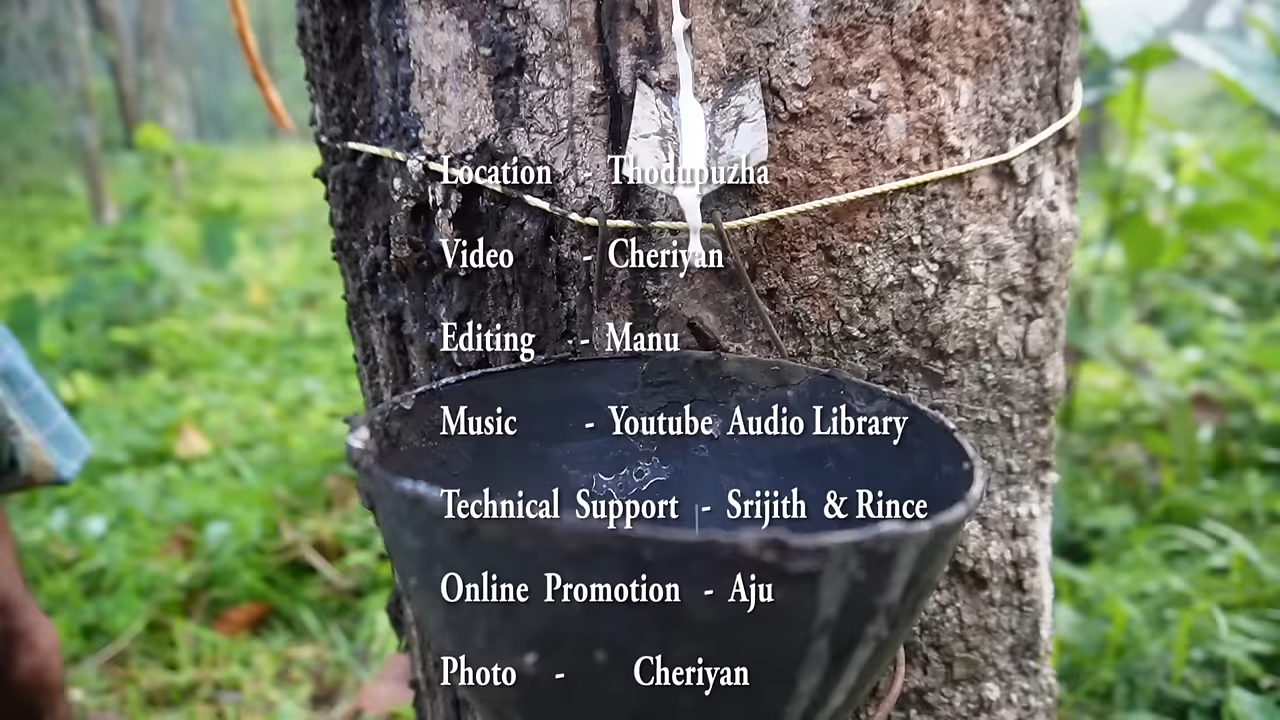 Location - Thodupuzha
Video - Cheriyan
Editing - Manu
Music - Youtube Audio Library
Technical Support - Srijith & Rince
Online Promotion - Aju
Photo - Cheriyan